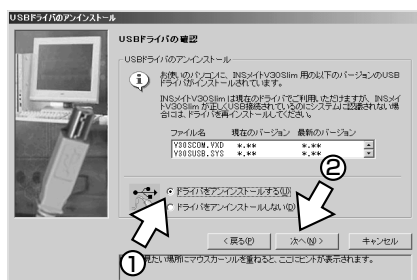 USBドライバのアンインストール
USBドライバの確認
USBドライバのアンインストール
お使いのパソコンに、INSメイトV30Slim 用の以下のバージョンのUSB
ドライバがインストールされています。
INSメイトV30Slim は現在のドライバでご利用いただけますが、INSメイ
トV30Slim が正しくUSB接続されているのにシステムに認識されない場
合には、ドライバを再インストールしてください。
ファイル名 現在のバージョン 最新のバージョン
Y30SCOM.VXD *.** *.**
Y30SUSB.SYS *.** *.**
②
ドライバをアンインストールする(U)
ドライバをアンインストールしない(D)
< 戻る(P) 次へ(N) > キャンセル
①
見たい場所にマウスカーソルを重ねると、ここにヒントが表示されます。